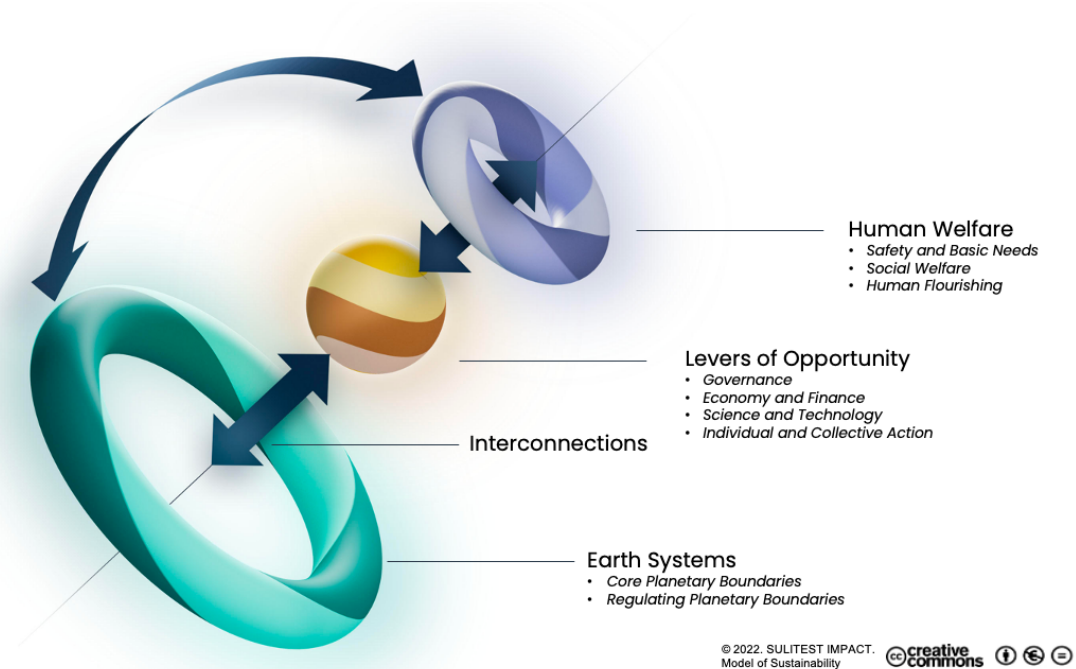 Human Welfare
• Safety and Basic Needs
• Social Welfare
• Human Flourishing
Levers of Opportunity
• Governance
• Economy and Finance
• Science and Technology
• Individual and Collective Action
Interconnections
Earth Systems
• Core Planetary Boundaries
• Regulating Planetary Boundaries
© 2022. SULITEST IMPACT.
Model of Sustainability
cc creative
commons